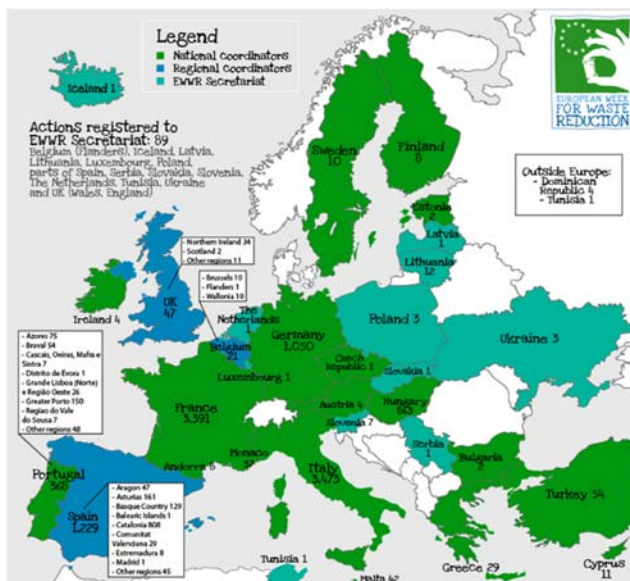 Legend
National Coordinators
Regional Coordinators
EWWR Secretariat
EUROPEAN WEEK
FOR WASTE
REDUCTION
Iceland 1
Actions registered to
EWWR Secretariat: 89
Belgium (Flanders), Iceland, Latvia,
Lithuania, Luxembourg, Poland,
parts of Spain, Serbia, Slovakia, Slovenia,
The Netherlands, Tunisia, Ukraine
and UK (Wales, England)
Sweden
10
Finland
Outside Europe:
- Dominican
Republic 4
- Tunisia 1
Estonia
2
Latvia
1
Lithuania
12
- Northern Ireland 34
- Scotland 2
- Other regions 11
- Brussels 10
- Flanders 1
- Wallonia 10
Ireland 4
UK
47
The
Netherlands
1
Belgium
21
Germany
1,050
Poland 3
Ukraine 3
Luxembourg 1
Czech
Republic 1
Slovakia 1
- Azores 75
- Braval 54
- Cascais, Oeiras, Mafra e
Sintra 7
- Distrito de Évora 1
- Grande Lisboa (Norte)
e Região Oeste 26
- Greater Porto 150
- Regiao do Vale
do Sousa 7
- Other regions 48
France
3,391
Austria 4
Hungary
Slovenia 7
Serbia
1
Bulgaria
2
Andorra
Monaco
Italy
3,473
Portugal
Spain
1,229
- Aragon 47
- Asturias 161
- Basque Country 129
- Balearic Islands 1
- Catalonia 808
- Comunitat
Valenciana 29
- Estremadura 8
- Madrid 1
- Other regions 45
Turkey 54
Tunisia 1
Greece 29
Cyprus
11
Malta 42